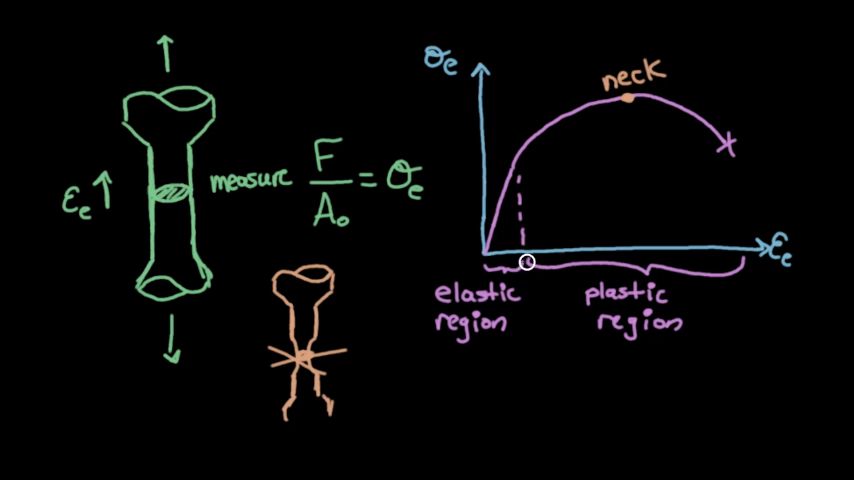 εe ↑
measure
F
A₀
= σe
σe
neck
εe
elastic
region
plastic
region